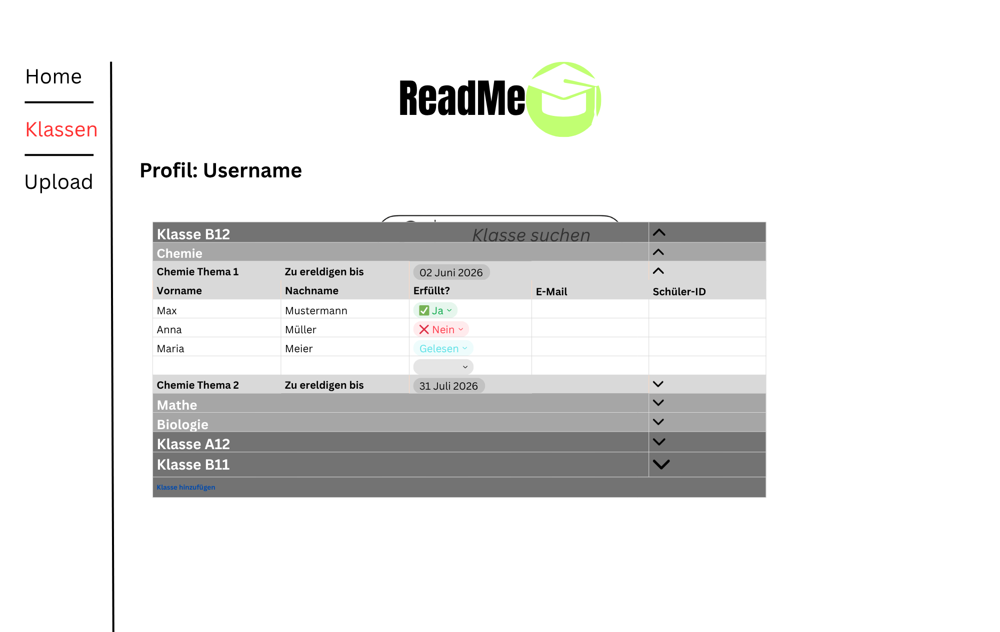 Home
Klassen
Upload
ReadMe
Profil: Username
Klasse B12 Klasse suchen
Chemie
Chemie Thema 1 Zu ereldigen bis 02 Juni 2026
Vorname Nachname Erfüllt? E-Mail Schüler-ID
Max Mustermann ✅ Ja
Anna Müller ❌ Nein
Maria Meier Gelesen
Chemie Thema 2 Zu ereldigen bis 31 Juli 2026
Mathe
Biologie
Klasse A12
Klasse B11
Klasse hinzufügen